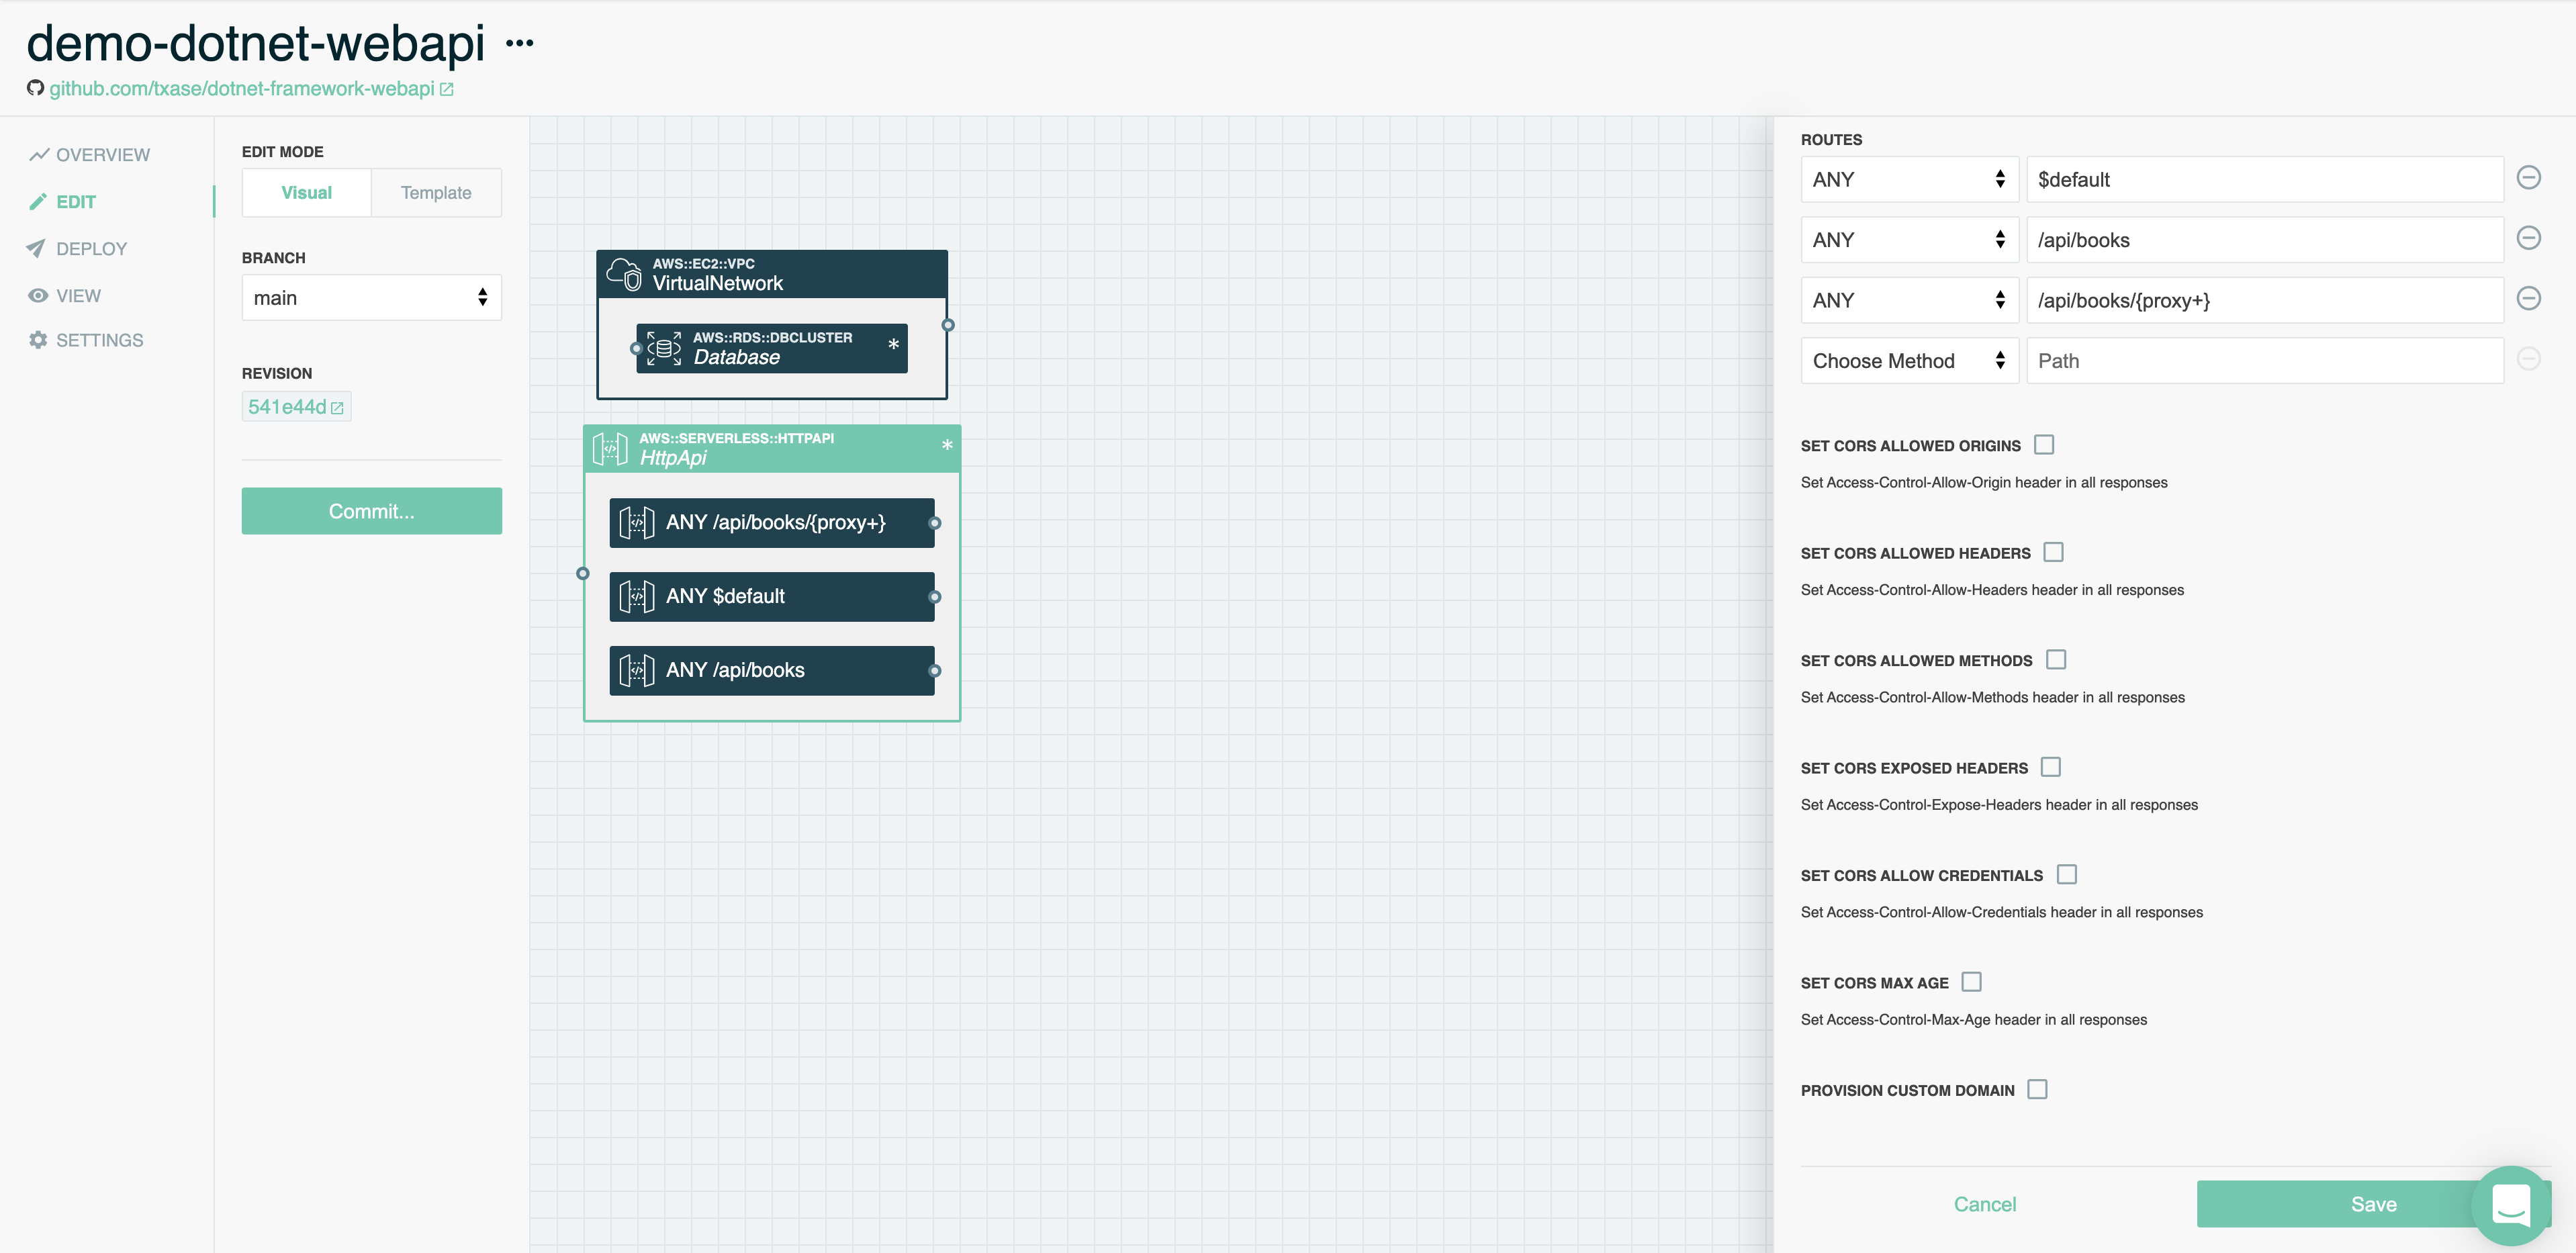 demo-dotnet-webapi ...
github.com/txase/dotnet-framework-webapi
OVERVIEW
EDIT
DEPLOY
VIEW
SETTINGS
EDIT MODE
Visual Template
BRANCH
main
REVISION
541e44d
Commit...
AWS::EC2::VPC
VirtualNetwork
AWS::RDS::DBCLUSTER
Database *
AWS::SERVERLESS::HTTPAPI
HttpApi *
ANY /api/books/{proxy+}
ANY $default
ANY /api/books
ROUTES
ANY $default
ANY /api/books
ANY /api/books/{proxy+}
Choose Method Path
SET CORS ALLOWED ORIGINS
Set Access-Control-Allow-Origin header in all responses
SET CORS ALLOWED HEADERS
Set Access-Control-Allow-Headers header in all responses
SET CORS ALLOWED METHODS
Set Access-Control-Allow-Methods header in all responses
SET CORS EXPOSED HEADERS
Set Access-Control-Expose-Headers header in all responses
SET CORS ALLOW CREDENTIALS
Set Access-Control-Allow-Credentials header in all responses
SET CORS MAX AGE
Set Access-Control-Max-Age header in all responses
PROVISION CUSTOM DOMAIN
Cancel Save